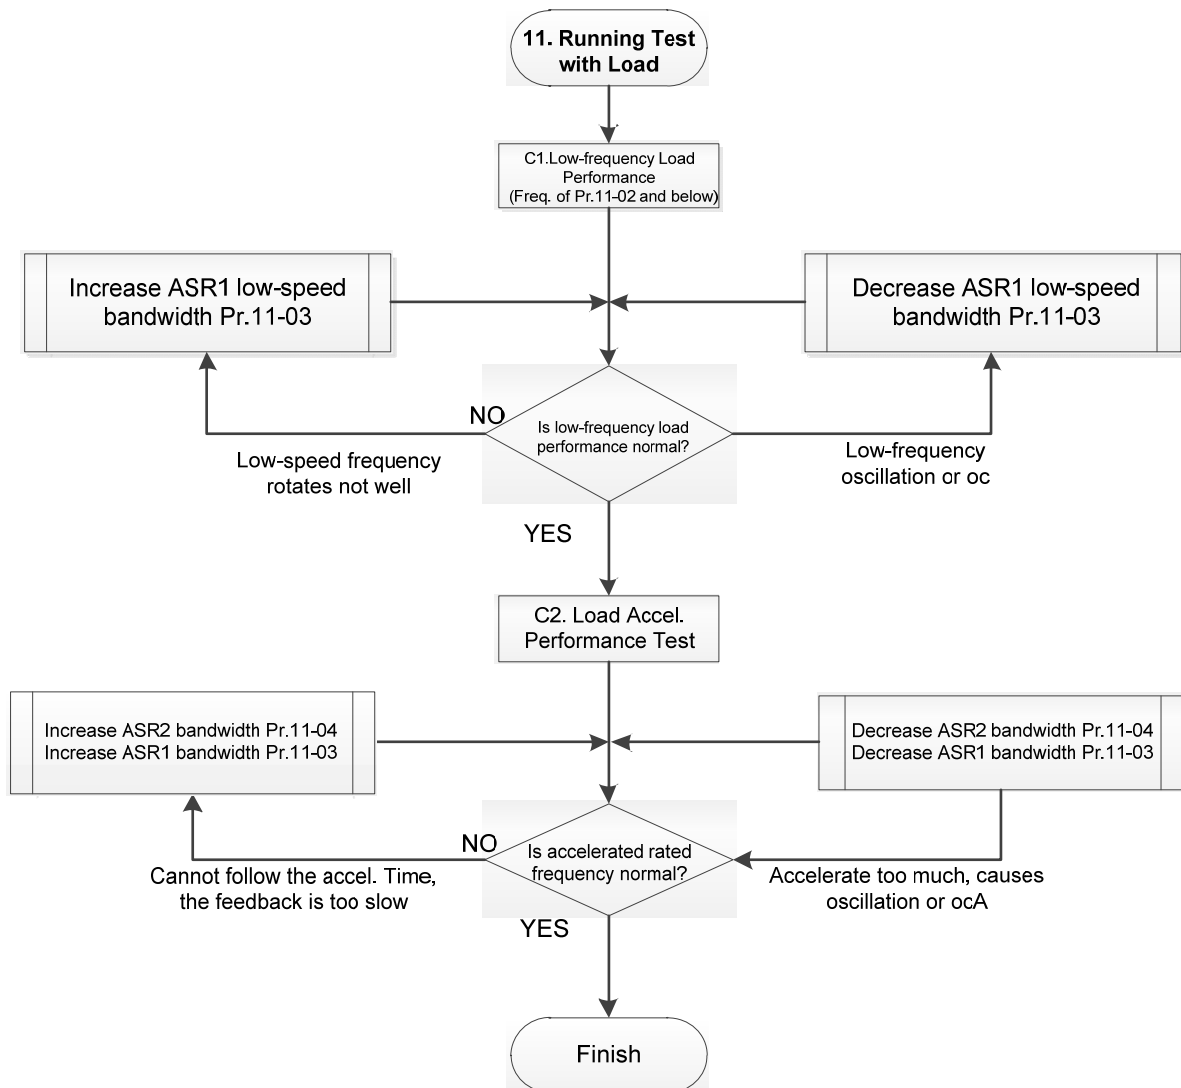 11. Running Test
with Load
C1.Low-frequency Load
Performance
(Freq. of Pr.11-02 and below)
Increase ASR1 low-speed
bandwidth Pr.11-03
Decrease ASR1 low-speed
bandwidth Pr.11-03
NO
Is low-frequency load
performance normal?
Low-speed frequency
rotates not well
Low-frequency
oscillation or oc
YES
C2. Load Accel.
Performance Test
Increase ASR2 bandwidth Pr.11-04
Increase ASR1 bandwidth Pr.11-03
Decrease ASR2 bandwidth Pr.11-04
Decrease ASR1 bandwidth Pr.11-03
NO
Is accelerated rated
frequency normal?
Cannot follow the accel. Time,
the feedback is too slow
Accelerate too much, causes
oscillation or ocA
YES
Finish